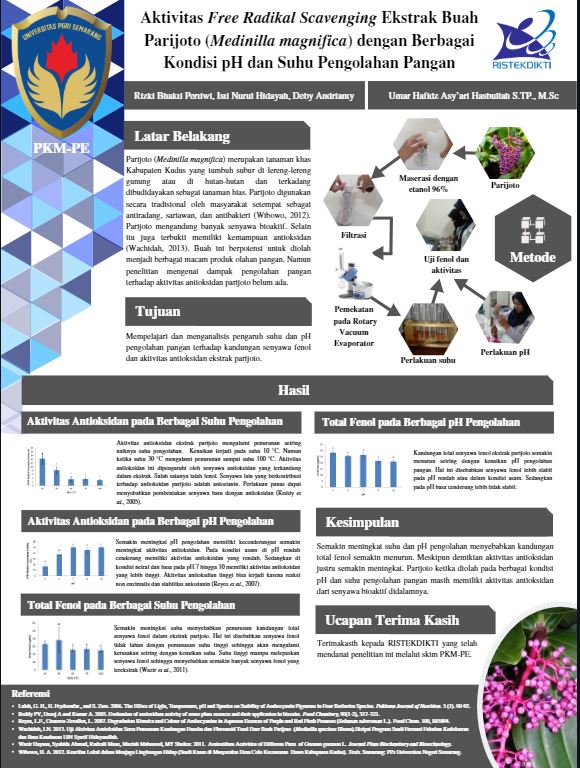 UNIVERSITAS PGRI SEMARANG
PKM-PE
Aktivitas Free Radikal Scavenging Ekstrak Buah
Parijoto (Medinilla magnifica) dengan Berbagai
Kondisi pH dan Suhu Pengolahan Pangan
RISTEKDIKTI
Rizki Bhakti Pertiwi, Isti Nurul Hidayah, Deby Andrianty
Umar Hafidz Asy'ari Hasbullah S.TP., M.Sc
Latar Belakang
Parijoto (Medinilla magnifica) merupakan tanaman khas
Kabupaten Kudus yang tumbuh subur di lereng-lereng
gunung atau di hutan-hutan dan terkadang
dibudidayakan sebagai tanaman hias. Parijoto digunakan
secara tradisional oleh masyarakat setempat sebagai
antiradang, sariawan, dan antibakteri (Wibowo, 2012).
Parijoto mengandung banyak senyawa bioaktif. Selain
itu juga terbukti memiliki kemampuan antioksidan
(Wachidah, 2013). Buah ini berpotensi untuk diolah
menjadi berbagai macam produk olahan pangan. Namun
penelitian mengenai dampak pengolahan pangan
terhadap aktivitas antioksidan parijoto belum ada.
Tujuan
Mempelajari dan menganalisis pengaruh suhu dan pH
pengolahan pangan terhadap kandungan senyawa fenol
dan aktivitas antioksidan ekstrak parijoto.
Maserasi dengan
etanol 96%
Parijoto
Filtrasi
Uji fenol dan
aktivitas
Metode
Pemekatan
pada Rotary
Vacuum
Evaporator
Perlakuan suhu
Perlakuan pH
Hasil
Aktivitas Antioksidan pada Berbagai Suhu Pengolahan
Aktivitas antioksidan ekstrak parijoto mengalami penurunan seiring
naiknya suhu pengolahan. Kenaikan terjadi pada suhu 10 °C. Namun
ketika suhu 30 °C mengalami penurunan sampai suhu 100 °C. Aktivitas
antioksidan ini dipengaruhi oleh senyawa antioksidan yang terkandung
dalam ekstrak. Salah satunya ialah fenol. Senyawa lain yang berkontribusi
terhadap antioksidan parijoto adalah antosianin. Perlakuan panas dapat
menyebabkan pembentukan senyawa baru dengan antioksidan (Reddy et
al., 2005).
Aktivitas Antioksidan pada Berbagai pH Pengolahan
Semakin meningkat pH pengolahan memiliki kecenderungan semakin
meningkat aktivitas antioksidan. Pada kondisi asam di pH rendah
cenderung memiliki aktivitas antioksidan yang rendah. Sedangkan di
kondisi netral dan basa pada pH 7 hingga 10 memiliki aktivitas antioksidan
yang lebih tinggi. Aktivitas antioksidan tinggi bisa terjadi karena reaksi
non enzimatis dan stabilitas antosianin (Reyes et al., 2007).
Total Fenol pada Berbagai Suhu Pengolahan
Semakin meningkat suhu menyebabkan penurunan kandungan total
senyawa fenol dalam ekstrak parijoto. Hal ini disebabkan senyawa fenol
tidak tahan dengan pemanasan suhu tinggi sehingga akan mengalami
kerusakan seiring dengan kenaikan suhu. Suhu tinggi mampu melepaskan
senyawa fenol sehingga menyebabkan semakin banyak senyawa fenol yang
terekstrak (Wazir et al., 2011).
Total Fenol pada Berbagai pH Pengolahan
Kandungan total senyawa fenol ekstrak parijoto semakin
menurun seiring dengan kenaikan pH pengolahan
pangan. Hal ini disebabkan senyawa fenol lebih stabil
pada pH rendah atau dalam kondisi asam. Sedangkan
pada pH basa cenderung lebih tidak stabil.
Kesimpulan
Semakin meningkat suhu dan pH pengolahan menyebabkan kandungan
total fenol semakin menurun. Meskipun demikian aktivitas antioksidan
justru semakin meningkat. Parijoto ketika diolah pada berbagai kondisi
pH dan suhu pengolahan pangan masih memiliki aktivitas antioksidan
dari senyawa bioaktif didalamnya.
Ucapan Terima Kasih
Terimakasih kepada RISTEKDIKTI yang telah
mendanai penelitian ini melalui skim PKM-PE.
Referensi